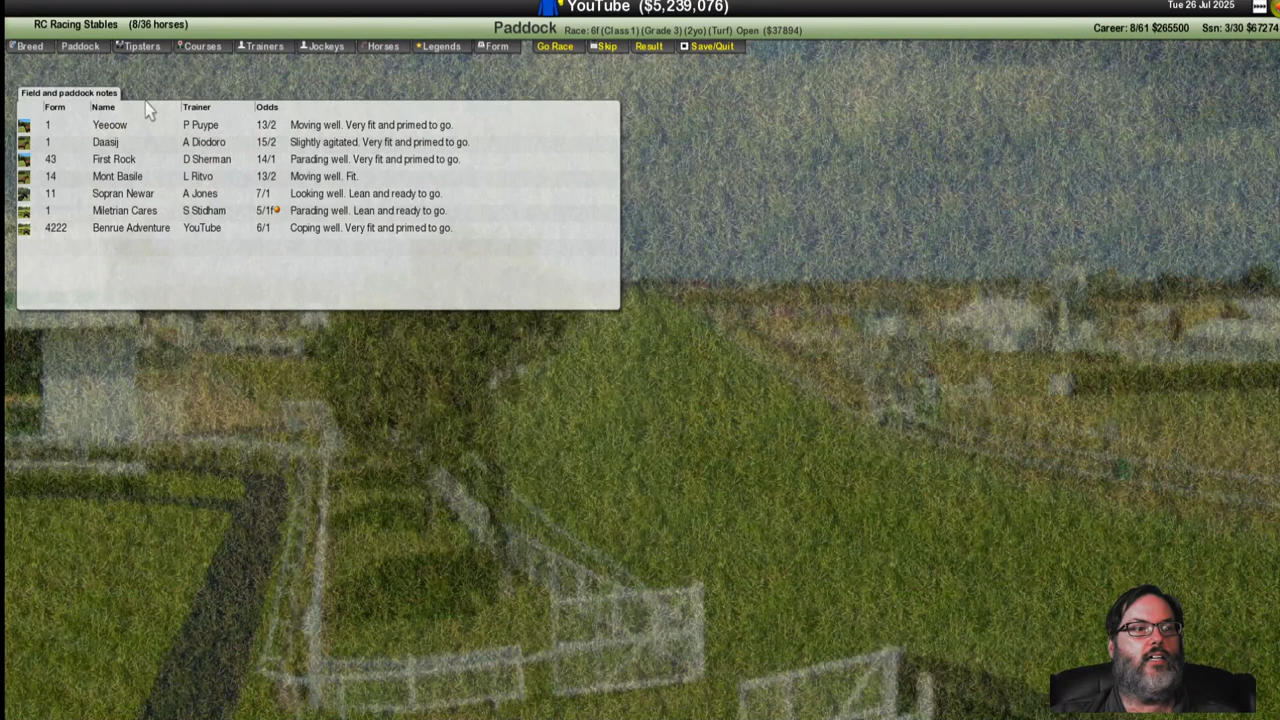 YouTube ($5,239,076)
Tue 26 Jul 2025
RC Racing Stables (8/36 horses)
Paddock Race: 6f (Class 1) (Grade 3) (2yo) (Turf) Open ($37894)
Career: 8/61 $265500 Ssn: 3/30 $67274
Breed Paddock Tipsters Courses Trainers Jockeys Horses Legends Form Go Race Skip Result Save/Quit
Field and paddock notes
Form Name Trainer Odds
1 Yeeoow P Puype 13/2 Moving well. Very fit and primed to go.
1 Daasij A Diodoro 15/2 Slightly agitated. Very fit and primed to go.
43 First Rock D Sherman 14/1 Parading well. Very fit and primed to go.
14 Mont Basile L Ritvo 13/2 Moving well. Fit.
11 Sopran Newar A Jones 7/1 Looking well. Lean and ready to go.
1 Miletrian Cares S Stidham 5/1f Parading well. Lean and ready to go.
4222 Benrue Adventure YouTube 6/1 Coping well. Very fit and primed to go.